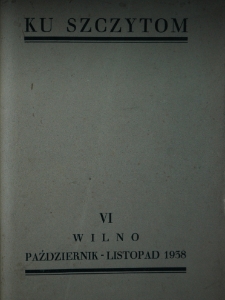 KU SZCZYTOM
VI
WILNO
PAŹDZIERNIK - LISTOPAD 1938